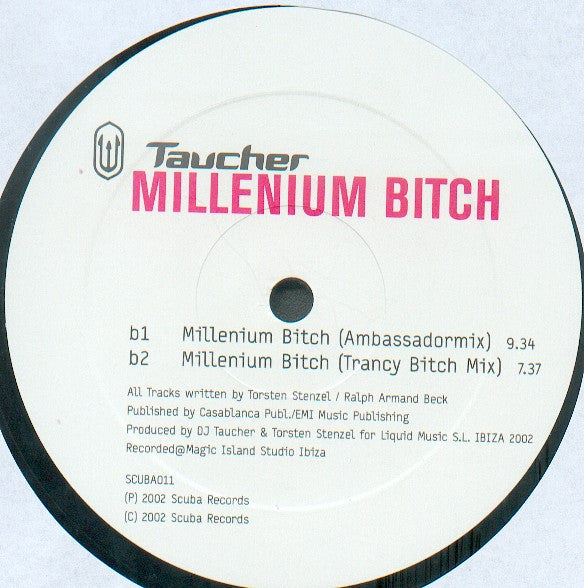 Taucher
MILLENIUM BITCH
b1 Millenium Bitch (Ambassadormix) 9.34
b2 Millenium Bitch (Trancy Bitch Mix) 7.37
All Tracks written by Torsten Stenzel / Ralph Armand Beck
Published by Casablanca Publ./EMI Music Publishing
Produced by DJ Taucher & Torsten Stenzel for Liquid Music S.L. IBIZA 2002
Recorded@Magic Island Studio Ibiza
SCUBA011
(P) 2002 Scuba Records
(C) 2002 Scuba Records